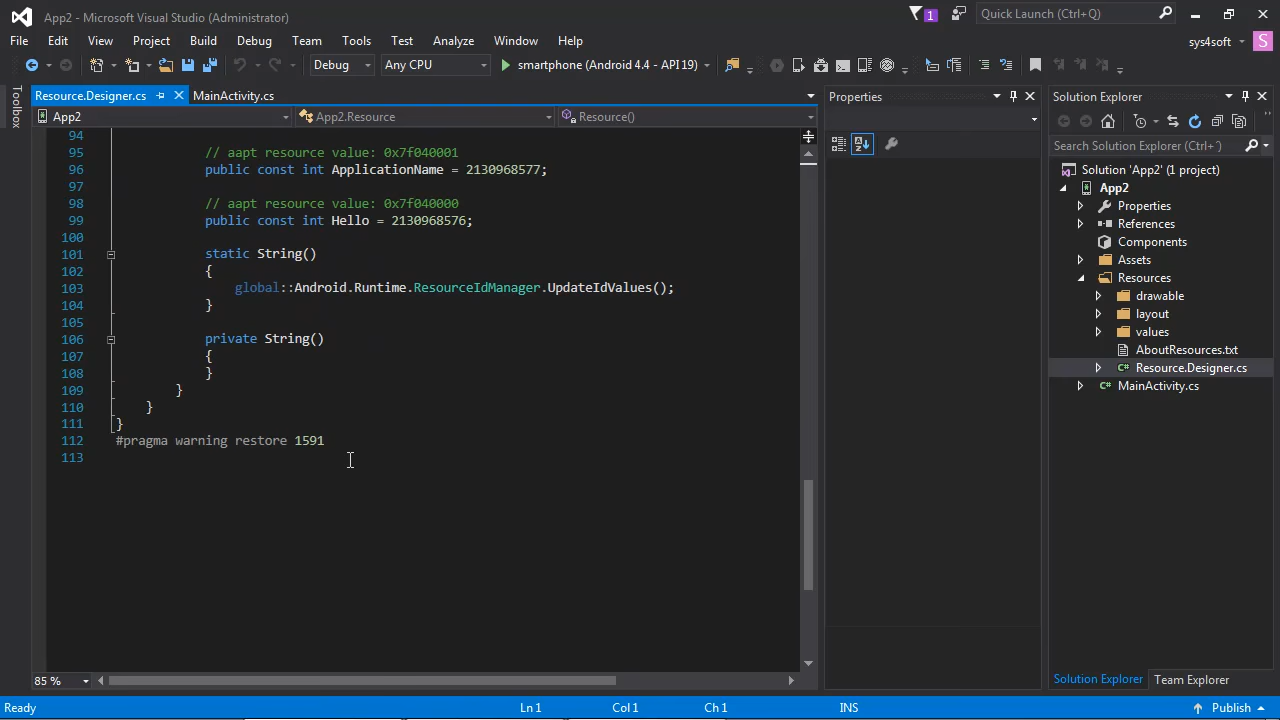 App2 - Microsoft Visual Studio (Administrator)
1
Quick Launch (Ctrl+Q)
File Edit View Project Build Debug Team Tools Test Analyze Window Help
sys4soft
S
Debug
Any CPU
smartphone (Android 4.4 - API 19)
Toolbox
Resource.Designer.cs
MainActivity.cs
App2
App2.Resource
Resource()
94
95 // aapt resource value: 0x7f040001
96 public const int ApplicationName = 2130968577;
97
98 // aapt resource value: 0x7f040000
99 public const int Hello = 2130968576;
100
101 static String()
102 {
103 global::Android.Runtime.ResourceIdManager.UpdateIdValues();
104 }
105
106 private String()
107 {
108 }
109 }
110 }
111 }
112 #pragma warning restore 1591
113
85 %
Properties
Solution Explorer
Search Solution Explorer (Ctrl+´)
Solution 'App2' (1 project)
App2
Properties
References
Components
Assets
Resources
drawable
layout
values
AboutResources.txt
Resource.Designer.cs
MainActivity.cs
Solution Explorer
Team Explorer
Ready
Ln 1
Col 1
Ch 1
INS
Publish